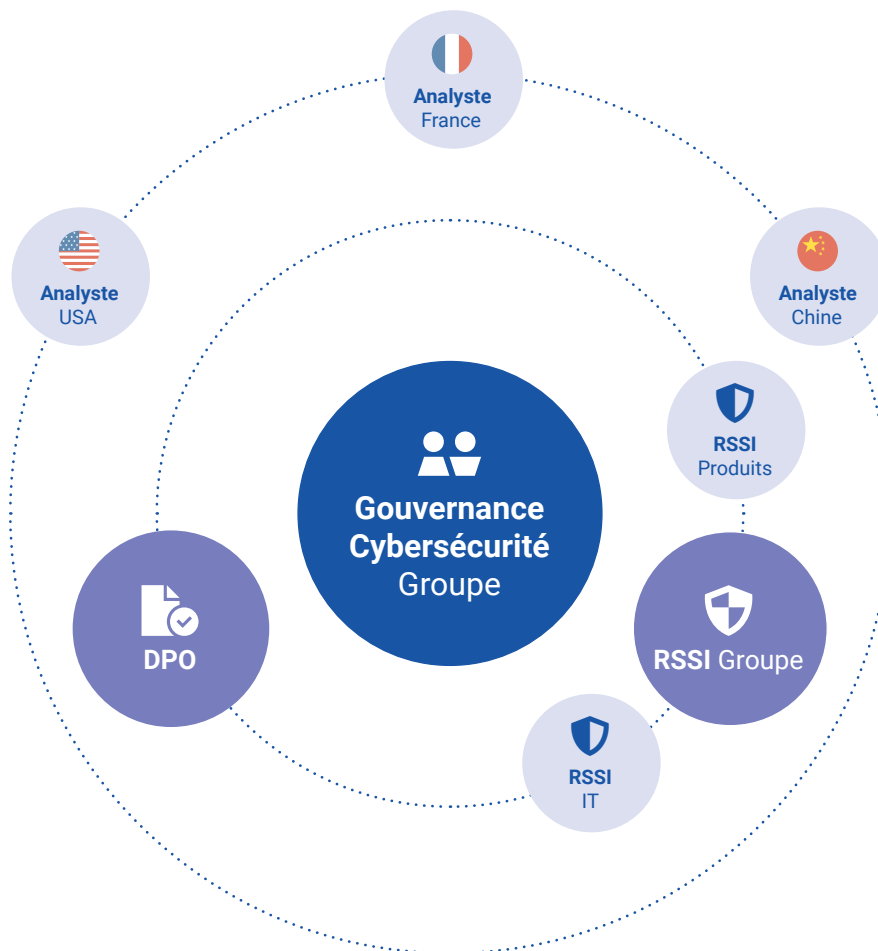 Analyste
France
Analyste
USA
Analyste
Chine
RSSI
Produits
Gouvernance
Cybersécurité
Groupe
DPO
RSSI Groupe
RSSI
IT